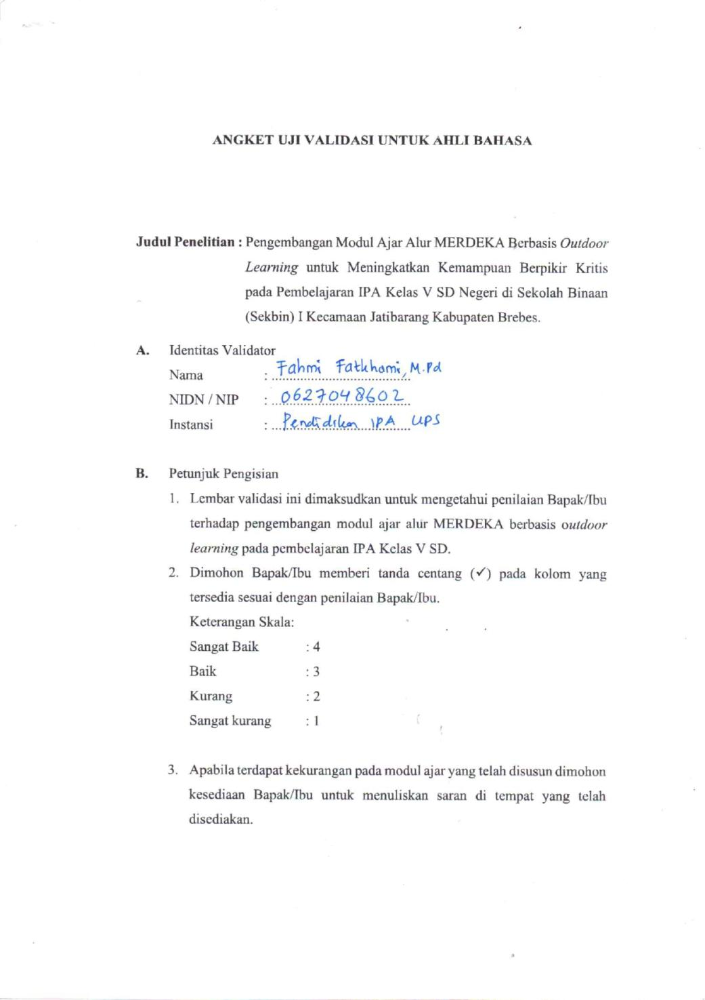 ANGKET UJI VALIDASI UNTUK AHLI BAHASA
Judul Penelitian : Pengembangan Modul Ajar Alur MERDEKA Berbasis Outdoor
Learning untuk Meningkatkan Kemampuan Berpikir Kritis
pada Pembelajaran IPA Kelas V SD Negeri di Sekolah Binaan
(Sekbin) I Kecamaan Jatibarang Kabupaten Brebes.
A. Identitas Validator
Nama : Fahmi Fatkhomi, M.Pd
NIDN / NIP : 0627048602
Instansi : Pendidikan IPA UPS
B. Petunjuk Pengisian
1. Lembar validasi ini dimaksudkan untuk mengetahui penilaian Bapak/Ibu
terhadap pengembangan modul ajar alur MERDEKA berbasis outdoor
learning pada pembelajaran IPA Kelas V SD.
2. Dimohon Bapak/Ibu memberi tanda centang (✓) pada kolom yang
tersedia sesuai dengan penilaian Bapak/Ibu.
Keterangan Skala:
Sangat Baik : 4
Baik : 3
Kurang : 2
Sangat kurang : 1
3. Apabila terdapat kekurangan pada modul ajar yang telah disusun dimohon
kesediaan Bapak/Ibu untuk menuliskan saran di tempat yang telah
disediakan.